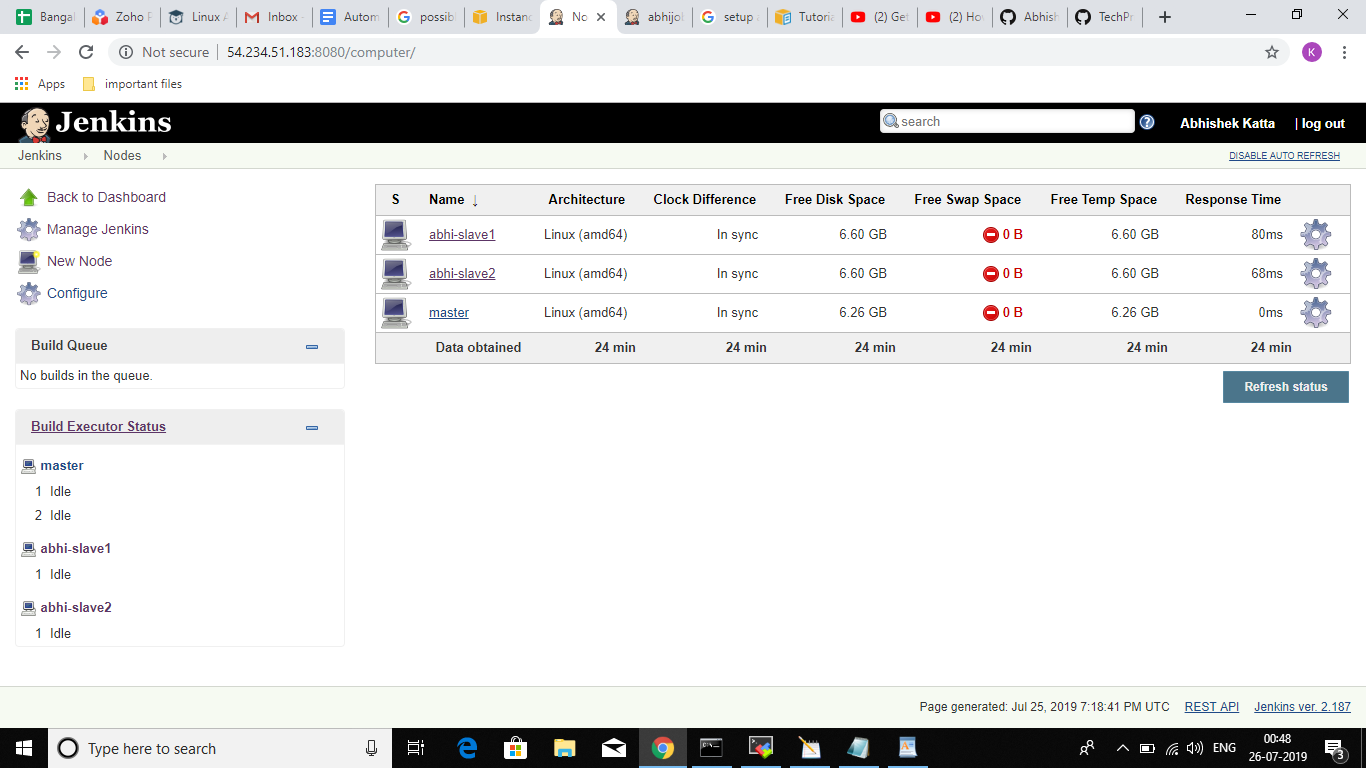 Bangal
Zoho P
Linux A
Inbox
Autom
possib
Instanc
No
abhijol
setup a
Tutoria
(2) Get
(2) Ho
Abhish
TechPr
Not secure
54.234.51.183:8080/computer/
K
Apps
important files
Jenkins
search
?
Abhishek Katta
| log out
Jenkins
Nodes
DISABLE AUTO REFRESH
Back to Dashboard
Manage Jenkins
New Node
Configure
Build Queue
No builds in the queue.
Build Executor Status
master
1 Idle
2 Idle
abhi-slave1
1 Idle
abhi-slave2
1 Idle
S Name ↓ Architecture Clock Difference Free Disk Space Free Swap Space Free Temp Space Response Time
abhi-slave1 Linux (amd64) In sync 6.60 GB 0 B 6.60 GB 80ms
abhi-slave2 Linux (amd64) In sync 6.60 GB 0 B 6.60 GB 68ms
master Linux (amd64) In sync 6.26 GB 0 B 6.26 GB 0ms
Data obtained 24 min 24 min 24 min 24 min 24 min 24 min
Refresh status
Page generated: Jul 25, 2019 7:18:41 PM UTC
REST API
Jenkins ver. 2.187
Type here to search
ENG
00:48
26-07-2019
3